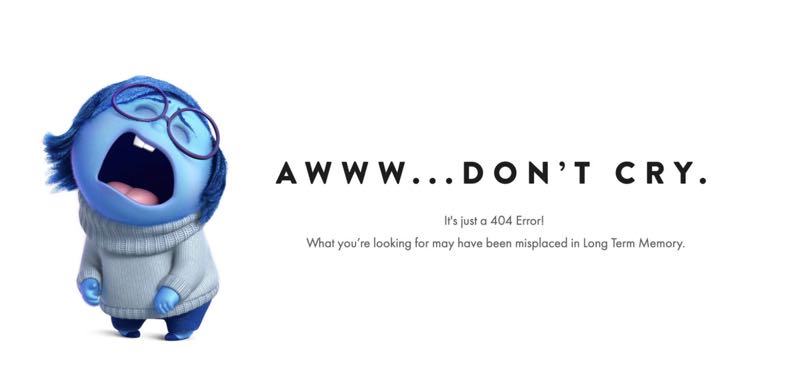 AWWW...DON’T CRY.
It's just a 404 Error!
What you’re looking for may have been misplaced in Long Term Memory.